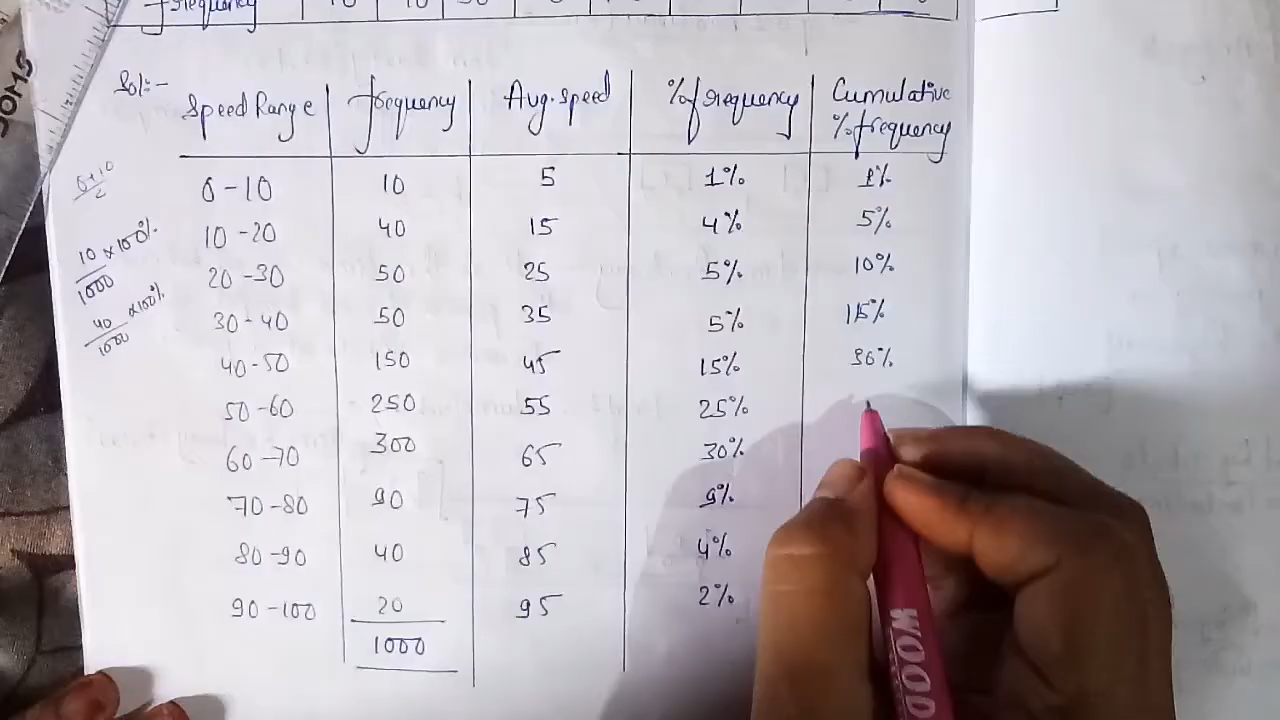 frequency
Sol:-
Speed Range frequency Avg. Speed % frequency Cumulative % frequency
0-10 10 5 1% 1%
10-20 40 15 4% 5%
20-30 50 25 5% 10%
30-40 50 35 5% 15%
40-50 150 45 15% 30%
50-60 250 55 25%
60-70 300 65 30%
70-80 90 75 9%
80-90 40 85 4%
90-100 20 95 2%
1000
0+10
2
10 x 100%
1000
40 x100%
1000
WOOD